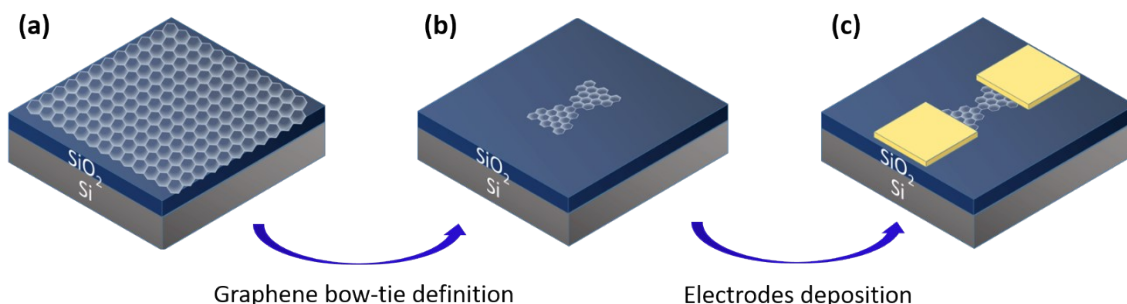 (a)
(b)
(c)
SiO2
Si
SiO2
Si
SiO2
Si
Graphene bow-tie definition
Electrodes deposition